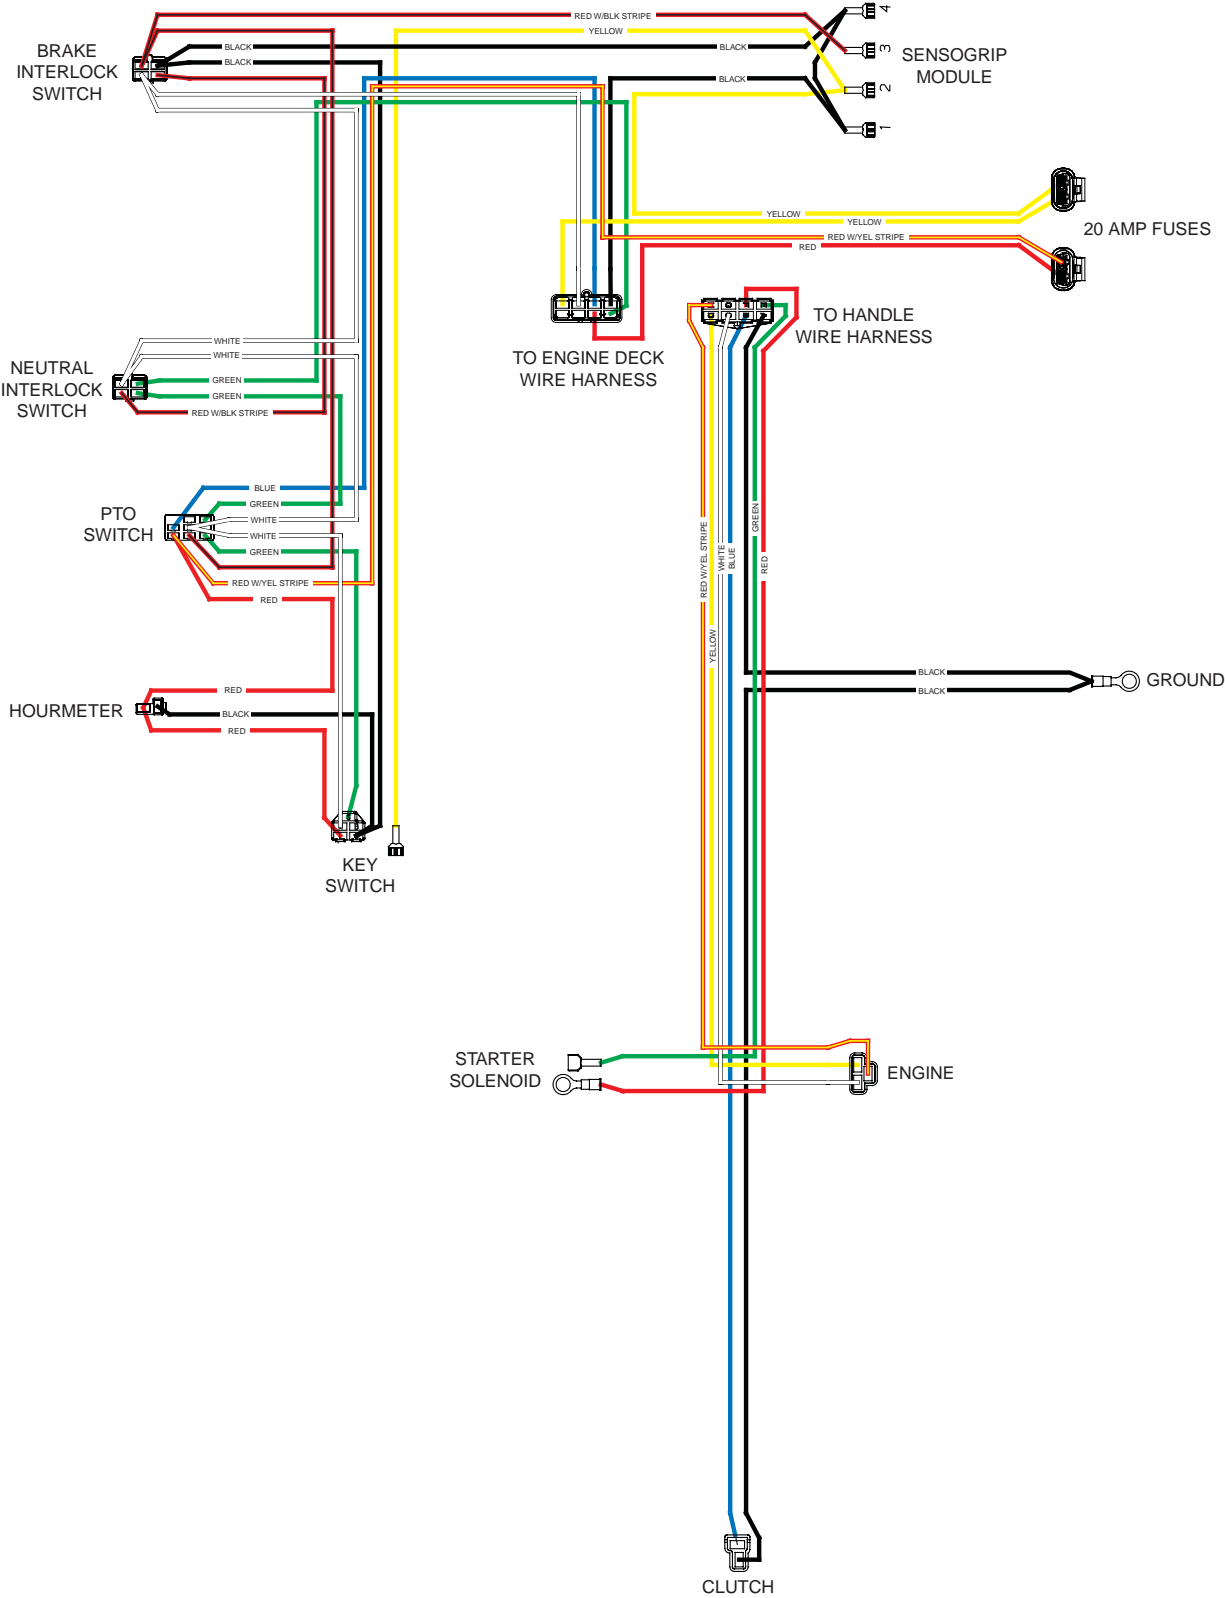 RED W/BLK STRIPE
YELLOW
BLACK
BLACK
BLACK
BLACK
4
3
2
1
BRAKE
INTERLOCK
SWITCH
SENSOGRIP
MODULE
YELLOW
YELLOW
RED W/YEL STRIPE
RED
20 AMP FUSES
TO HANDLE
WIRE HARNESS
TO ENGINE DECK
WIRE HARNESS
WHITE
WHITE
GREEN
GREEN
RED W/BLK STRIPE
NEUTRAL
INTERLOCK
SWITCH
BLUE
GREEN
WHITE
WHITE
GREEN
RED W/YEL STRIPE
RED
PTO
SWITCH
RED W/YEL STRIPE
YELLOW
WHITE
BLUE
GREEN
RED
RED
BLACK
RED
HOURMETER
BLACK
BLACK
GROUND
KEY
SWITCH
STARTER
SOLENOID
ENGINE
CLUTCH